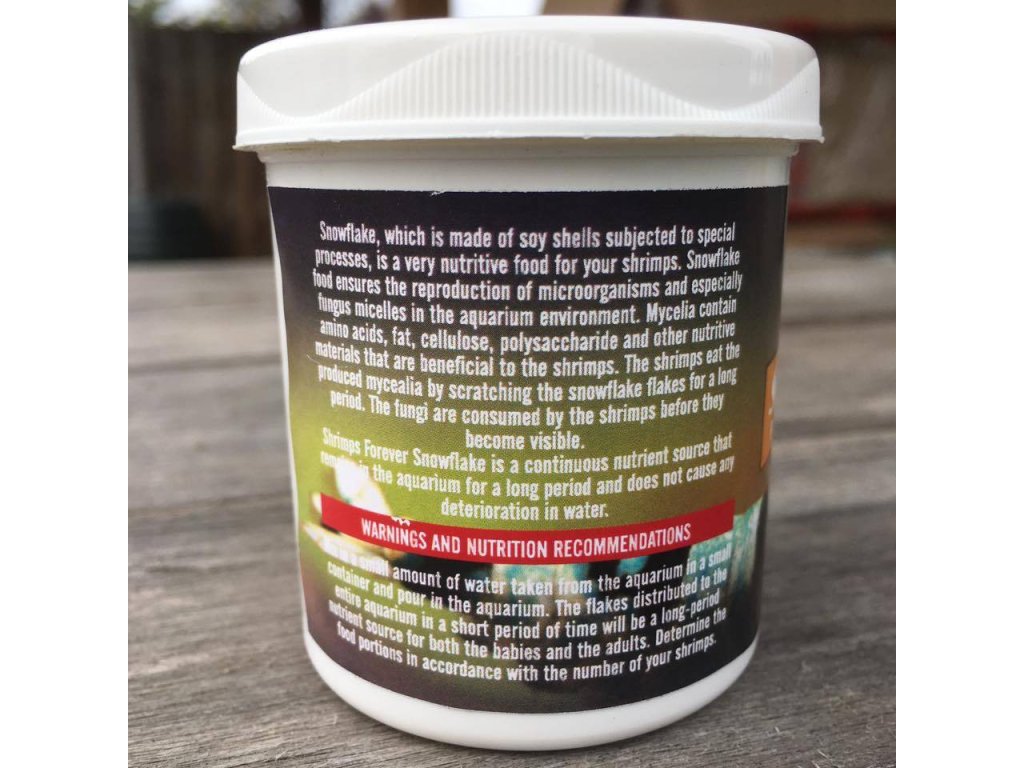 Snowflake, which is made of soy shells subjected to special
processes, is a very nutritive food for your shrimps. Snowflake
food ensures the reproduction of microorganisms and especially
fungus micelles in the aquarium environment. Mycelia contain
amino acids, fat, cellulose, polysaccharide and other nutritive
materials that are beneficial to the shrimps. The shrimps eat the
produced mycealia by scratching the snowflake flakes for a long
period. The fungi are consumed by the shrimps before they
become visible.
Shrimps Forever Snowflake is a continuous nutrient source that
in the aquarium for a long period and does not cause any
deterioration in water.
WARNINGS AND NUTRITION RECOMMENDATIONS
a small amount of water taken from the aquarium in a small
container and pour in the aquarium. The flakes distributed to the
entire aquarium in a short period of time will be a long-period
nutrient source for both the babies and the adults. Determine the
food portions in accordance with the number of your shrimps.